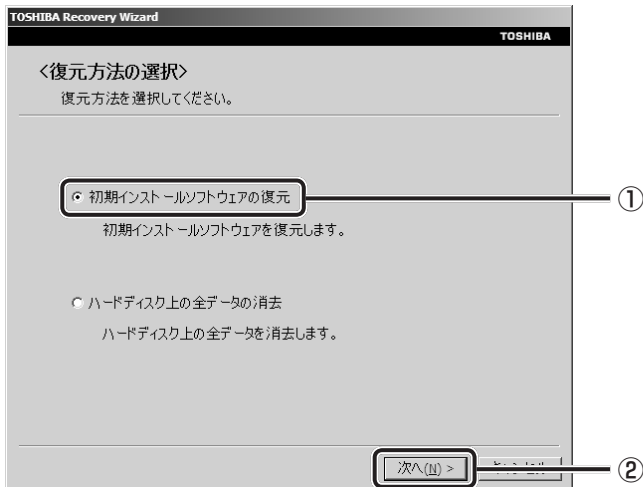 TOSHIBA Recovery Wizard
TOSHIBA
<復元方法の選択>
復元方法を選択してください。
初期インストールソフトウェアの復元
①
初期インストールソフトウェアを復元します。
ハードディスク上の全データの消去
ハードディスク上の全データを消去します。
次へ(N) >
②